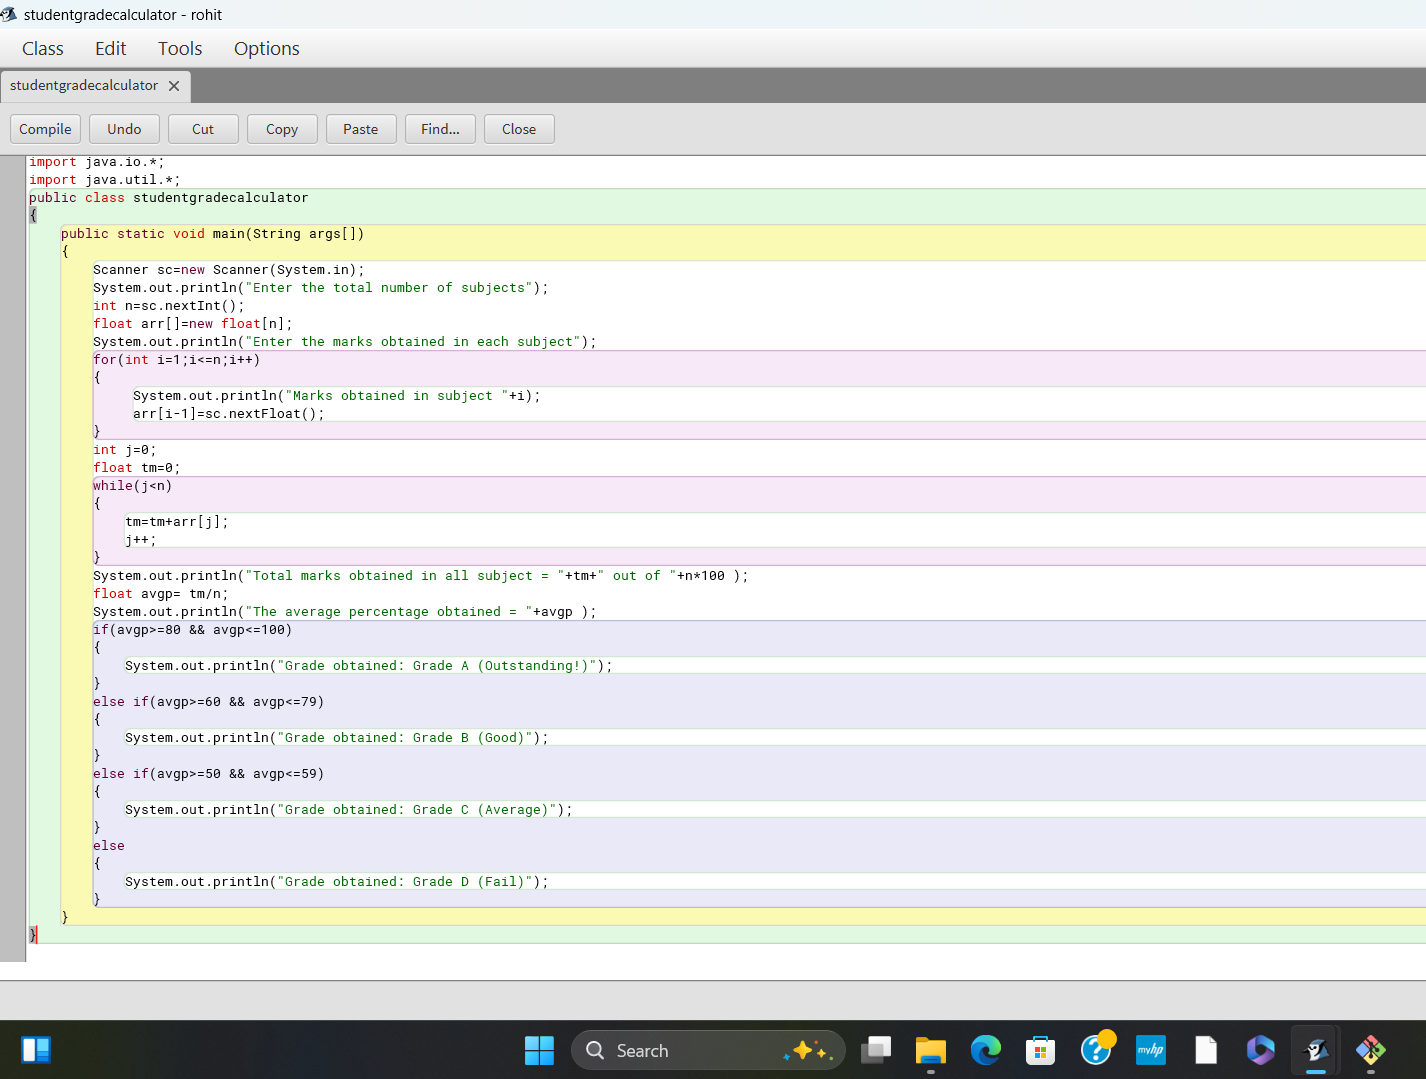 studentgradecalculator - rohit
Class Edit Tools Options
studentgradecalculator ✕
Compile Undo Cut Copy Paste Find... Close
import java.io.*;
import java.util.*;
public class studentgradecalculator
{
    public static void main(String args[])
    {
        Scanner sc=new Scanner(System.in);
        System.out.println("Enter the total number of subjects");
        int n=sc.nextInt();
        float arr[]=new float[n];
        System.out.println("Enter the marks obtained in each subject");
        for(int i=1;i<=n;i++)
        {
             System.out.println("Marks obtained in subject "+i);
             arr[i-1]=sc.nextFloat();
        }
        int j=0;
        float tm=0;
        while(j<n)
        {
            tm=tm+arr[j];
            j++;
        }
        System.out.println("Total marks obtained in all subject = "+tm+" out of "+n*100 );
        float avgp= tm/n;
        System.out.println("The average percentage obtained = "+avgp );
        if(avgp>=80 && avgp<=100)
        {
            System.out.println("Grade obtained: Grade A (Outstanding!)");
        }
        else if(avgp>=60 && avgp<=79)
        {
            System.out.println("Grade obtained: Grade B (Good)");
        }
        else if(avgp>=50 && avgp<=59)
        {
            System.out.println("Grade obtained: Grade C (Average)");
        }
        else
        {
            System.out.println("Grade obtained: Grade D (Fail)");
        }
    }
}
Search
myhp